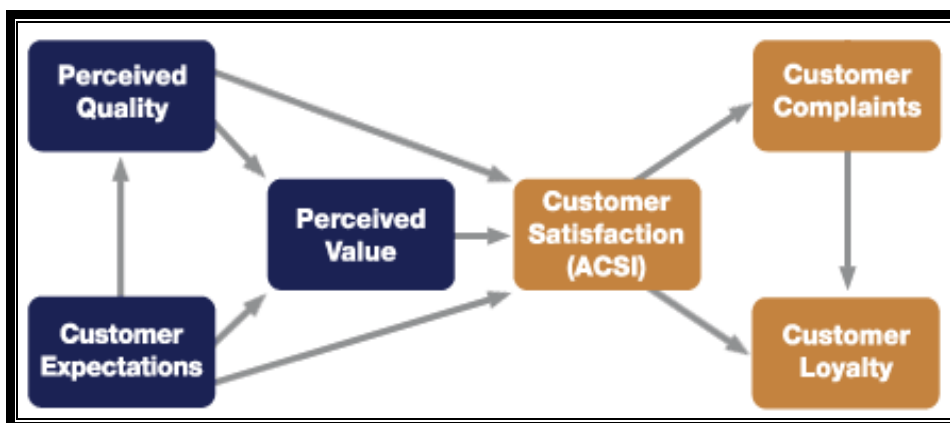 Perceived
Quality
Customer
Complaints
Perceived
Value
Customer
Satisfaction
(ACSI)
Customer
Expectations
Customer
Loyalty